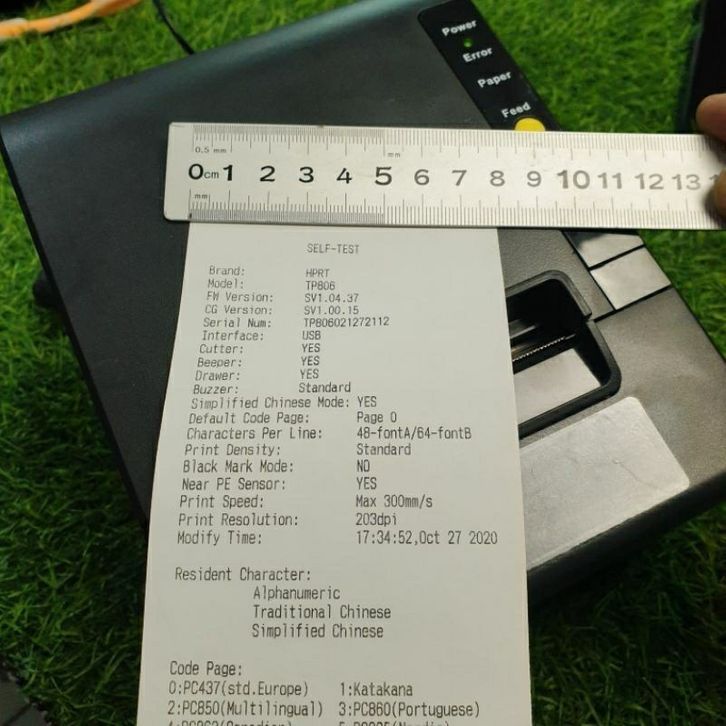 Power
Error
Paper
Feed
0.5 mm
mm
0cm 1 2 3 4 5 6 7 8 9 10 11 12 13
mm
SELF-TEST
Brand: HPRT
Model: TP806
FW Version: SV1.04.37
CG Version: SV1.00.15
Serial Num: TP806021272112
Interface: USB
Cutter: YES
Beeper: YES
Drawer: YES
Buzzer: Standard
Simplified Chinese Mode: YES
Default Code Page: Page 0
Characters Per Line: 48-fontA/64-fontB
Print Density: Standard
Black Mark Mode: NO
Near PE Sensor: YES
Print Speed: Max 300mm/s
Print Resolution: 203dpi
Modify Time: 17:34:52,Oct 27 2020
Resident Character:
Alphanumeric
Traditional Chinese
Simplified Chinese
Code Page:
0:PC437(std.Europe) 1:Katakana
2:PC850(Multilingual) 3:PC860(Portuguese)